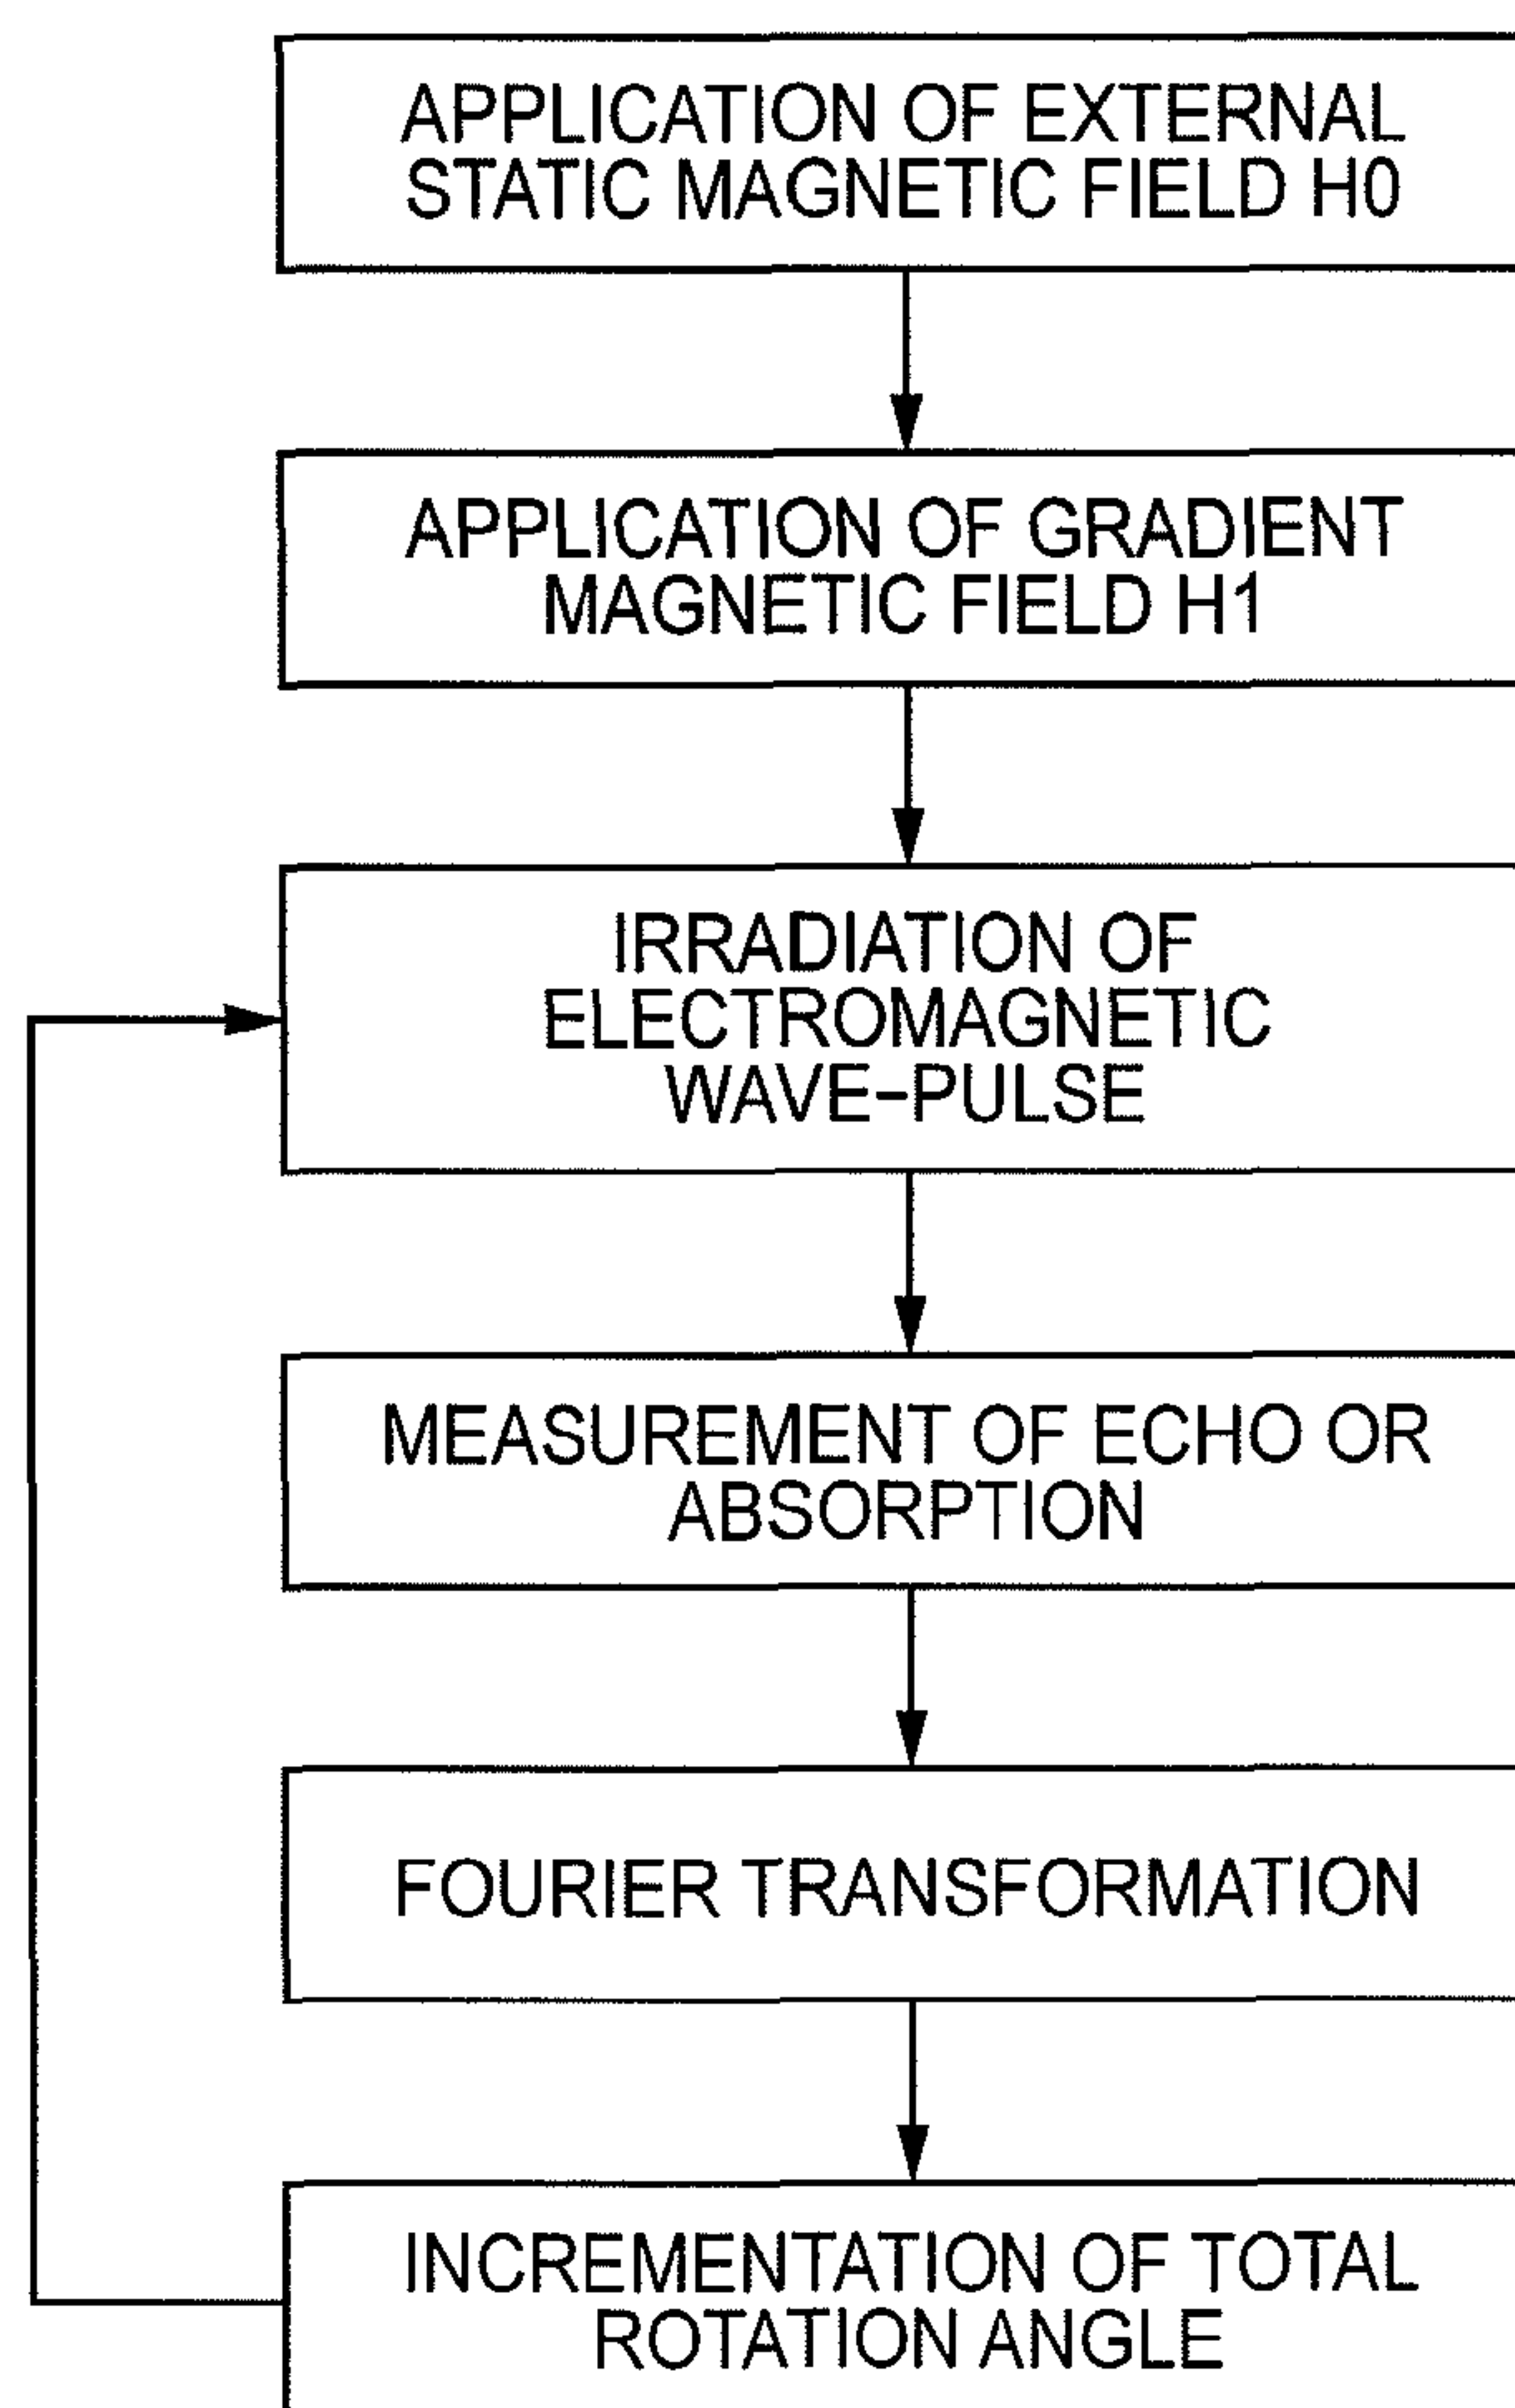 APPLICATION OF EXTERNAL
STATIC MAGNETIC FIELD H0
APPLICATION OF GRADIENT
MAGNETIC FIELD H1
IRRADIATION OF
ELECTROMAGNETIC
WAVE-PULSE
MEASUREMENT OF ECHO OR
ABSORPTION
FOURIER TRANSFORMATION
INCREMENTATION OF TOTAL
ROTATION ANGLE